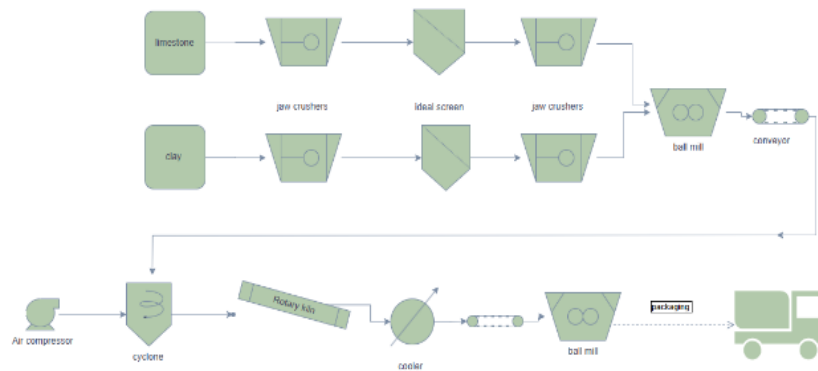 limestone
jaw crushers
ideal screen
jaw crushers
clay
ball mill
conveyor
Air compressor
cyclone
Rotary kiln
cooler
ball mill
packaging